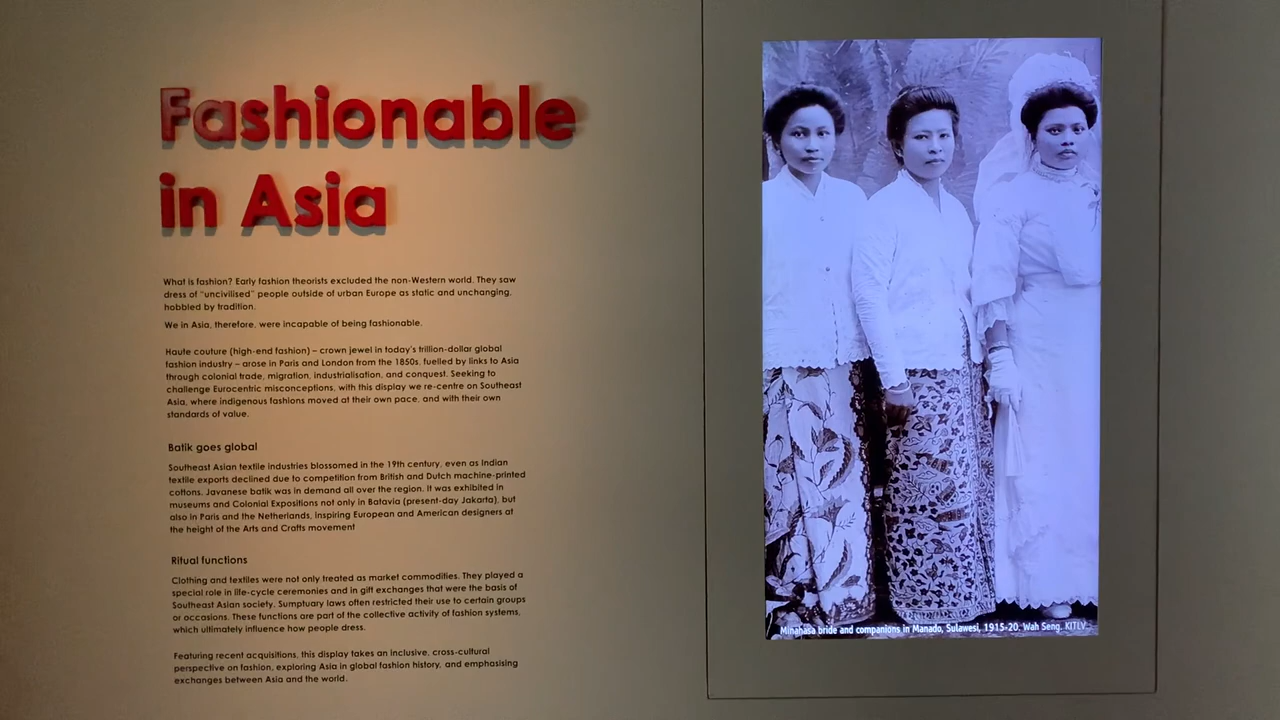 Fashionable
in Asia
What is fashion? Early fashion theorists excluded the non-Western world. They saw
dress of "uncivilised" people outside of urban Europe as static and unchanging,
hobbled by tradition.
We in Asia, therefore, were incapable of being fashionable.
Haute couture (high-end fashion) – crown jewel in today's trillion-dollar global
fashion industry – arose in Paris and London from the 1850s, fuelled by links to Asia
through colonial trade, migration, industrialisation, and conquest. Seeking to
challenge Eurocentric misconceptions, with this display we re-centre on Southeast
Asia, where indigenous fashions moved at their own pace, and with their own
standards of value.
Batik goes global
Southeast Asian textile industries blossomed in the 19th century, even as Indian
textile exports declined due to competition from British and Dutch machine-printed
cottons. Javanese batik was in demand all over the region. It was exhibited in
museums and Colonial Expositions not only in Batavia (present-day Jakarta), but
also in Paris and the Netherlands, inspiring European and American designers at
the height of the Arts and Crafts movement
Ritual functions
Clothing and textiles were not only treated as market commodities. They played a
special role in life-cycle ceremonies and in gift exchanges that were the basis of
Southeast Asian society. Sumptuary laws often restricted their use to certain groups
or occasions. These functions are part of the collective activity of fashion systems,
which ultimately influence how people dress.
Featuring recent acquisitions, this display takes an inclusive, cross-cultural
perspective on fashion, exploring Asia in global fashion history, and emphasising
exchanges between Asia and the world.
Minahasa bride and companions in Manado, Sulawesi, 1915-20, Wah Seng. KITLV